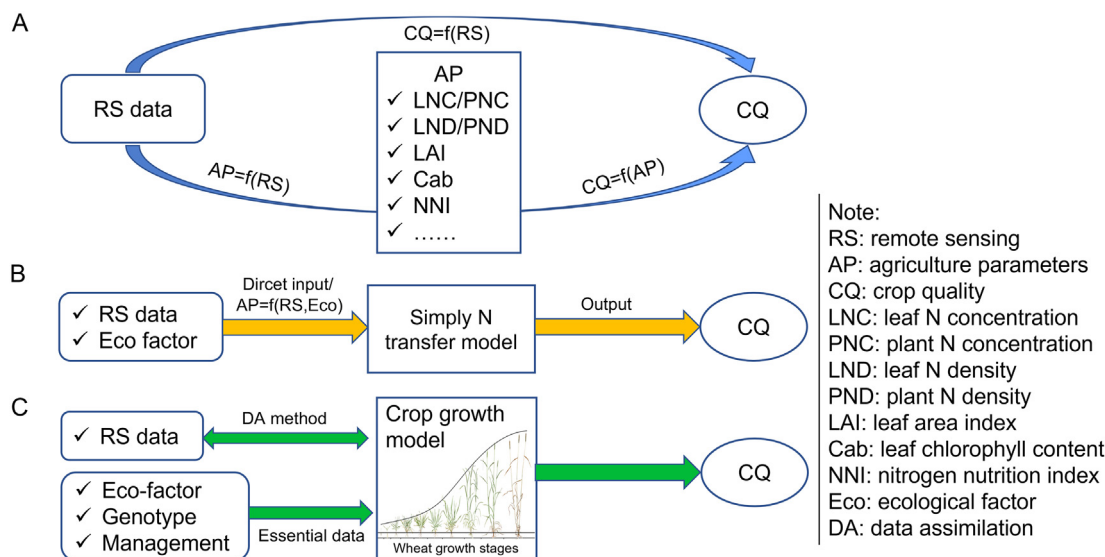 A
CQ=f(RS)
RS data
AP
✓ LNC/PNC
✓ LND/PND
✓ LAI
✓ Cab
✓ NNI
✓ ……
CQ
AP=f(RS)
CQ=f(AP)
B
✓ RS data
✓ Eco factor
Dircet input/
AP=f(RS,Eco)
Simply N
transfer model
Output
CQ
C
✓ RS data
DA method
✓ Eco-factor
✓ Genotype
✓ Management
Essential data
Crop growth
model
Wheat growth stages
CQ
Note:
RS: remote sensing
AP: agriculture parameters
CQ: crop quality
LNC: leaf N concentration
PNC: plant N concentration
LND: leaf N density
PND: plant N density
LAI: leaf area index
Cab: leaf chlorophyll content
NNI: nitrogen nutrition index
Eco: ecological factor
DA: data assimilation